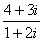 4 + 3i
1 + 2i